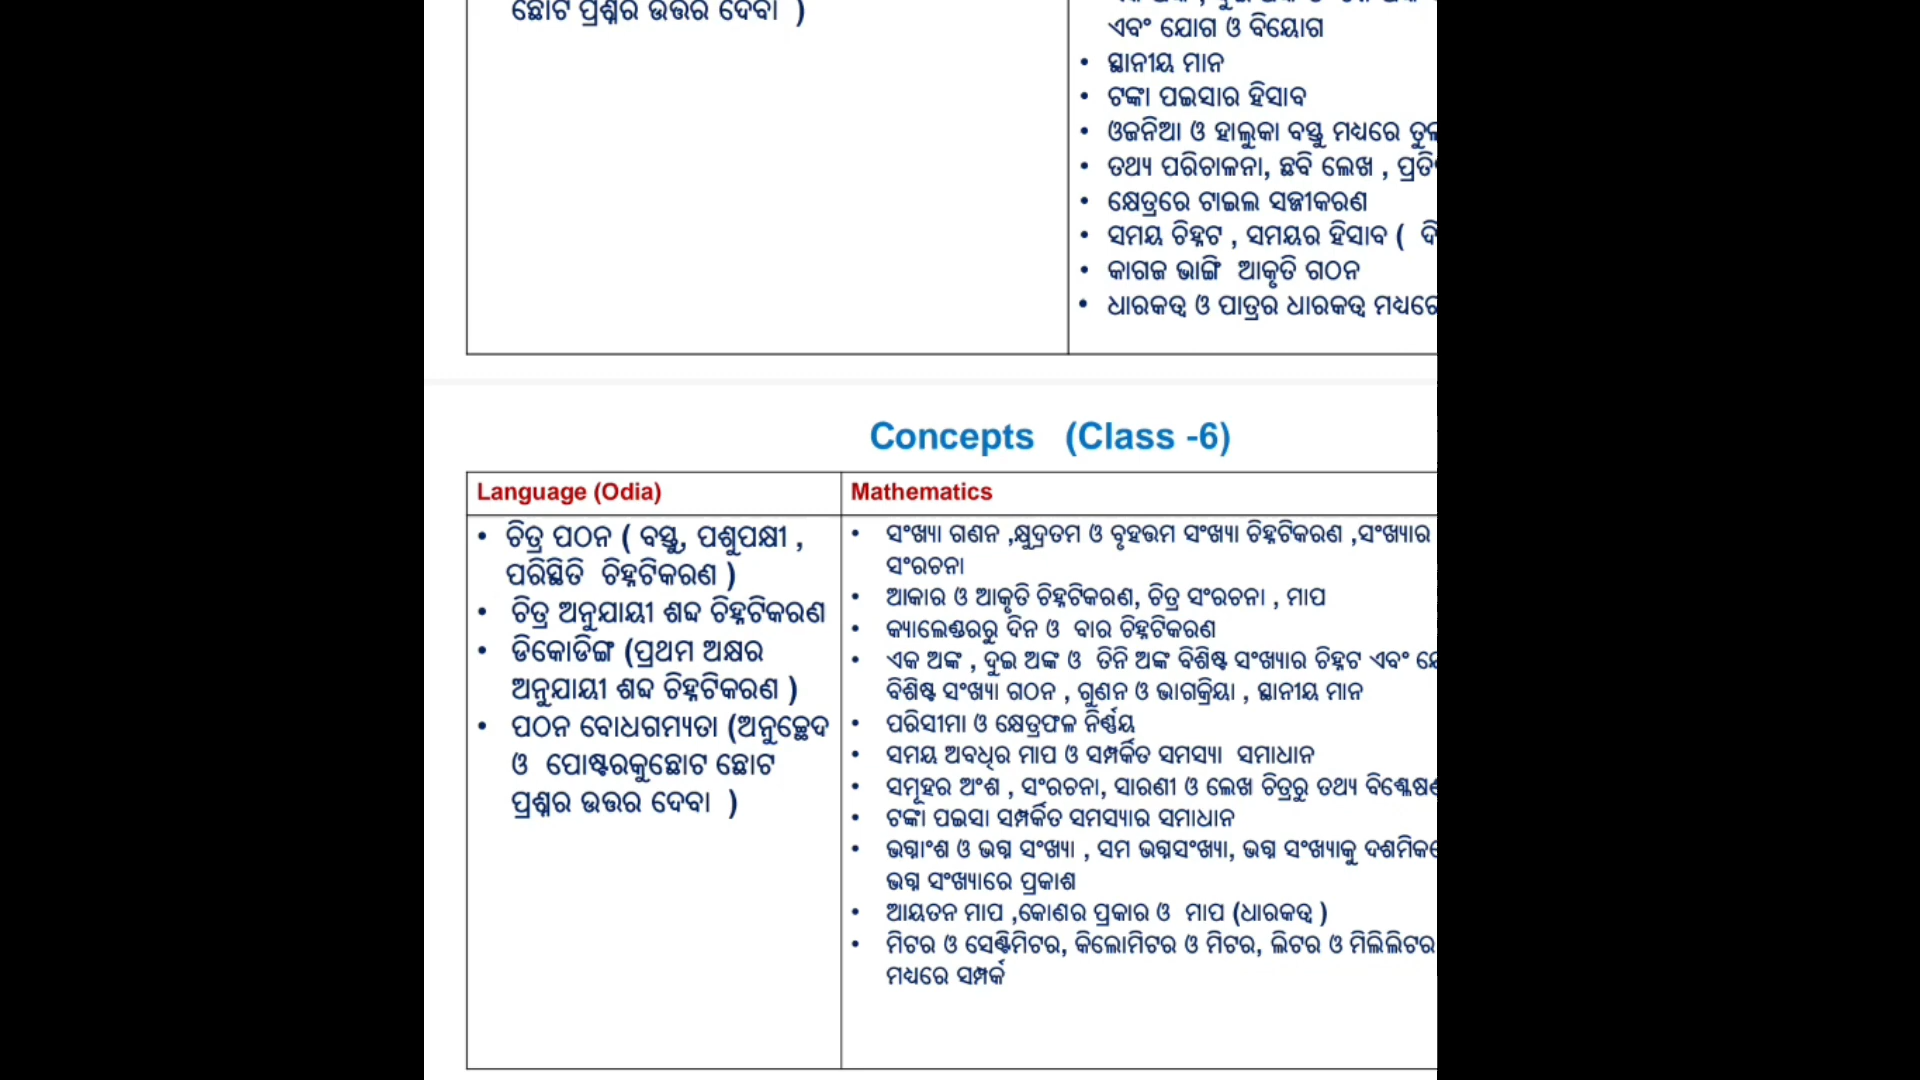 ଛୋଟ ପ୍ରଶ୍ନର ଉତ୍ତର ଦେବା )
ଏବଂ ଯୋଗ ଓ ବିୟୋଗ
• ସ୍ଥାନୀୟ ମାନ
• ଟଙ୍କା ପଇସାର ହିସାବ
• ଓଜନିଆ ଓ ହାଲୁକା ବସ୍ତୁ ମଧ୍ୟରେ
• ତଥ୍ୟ ପରିଚାଳନା, ଛବି ଲେଖ ,
• କ୍ଷେତ୍ରରେ ଟାଇଲ ସଜ୍ଜୀକରଣ
• ସମୟ ଚିହ୍ନଟ , ସମୟର ହିସାବ (
• କାଗଜ ଭାଙ୍ଗି ଆକୃତି ଗଠନ
• ଧାରକତ୍ୱ ଓ ପାତ୍ରର ଧାରକତ୍ୱ ମଧ୍ୟରେ
Concepts (Class -6)
Language (Odia)
• ଚିତ୍ର ପଠନ ( ବସ୍ତୁ, ପଶୁପକ୍ଷୀ ,
ପରିସ୍ଥିତି ଚିହ୍ନଟିକରଣ )
• ଚିତ୍ର ଅନୁଯାୟୀ ଶବ୍ଦ ଚିହ୍ନଟିକରଣ
• ଡିକୋଡିଙ୍ଗ (ପ୍ରଥମ ଅକ୍ଷର
ଅନୁଯାୟୀ ଶବ୍ଦ ଚିହ୍ନଟିକରଣ )
• ପଠନ ବୋଧଗମ୍ୟତା (ଅନୁଚ୍ଛେଦ
ଓ ପୋଷ୍ଟରକୁଛୋଟ ଛୋଟ
ପ୍ରଶ୍ନର ଉତ୍ତର ଦେବା )
Mathematics
• ସଂଖ୍ୟା ଗଣନ ,କ୍ଷୁଦ୍ରତମ ଓ ବୃହତ୍ତମ ସଂଖ୍ୟା ଚିହ୍ନଟିକରଣ ,ସଂଖ୍ୟାର
ସଂରଚନା
• ଆକାର ଓ ଆକୃତି ଚିହ୍ନଟିକରଣ, ଚିତ୍ର ସଂରଚନା , ମାପ
• କ୍ୟାଲେଣ୍ଡରରୁ ଦିନ ଓ ବାର ଚିହ୍ନଟିକରଣ
• ଏକ ଅଙ୍କ , ଦୁଇ ଅଙ୍କ ଓ ତିନି ଅଙ୍କ ବିଶିଷ୍ଟ ସଂଖ୍ୟାର ଚିହ୍ନଟ ଏବଂ
ବିଶିଷ୍ଟ ସଂଖ୍ୟା ଗଠନ , ଗୁଣନ ଓ ଭାଗକ୍ରିୟା , ସ୍ଥାନୀୟ ମାନ
• ପରିସୀମା ଓ କ୍ଷେତ୍ରଫଳ ନିର୍ଣ୍ଣୟ
• ସମୟ ଅବଧିର ମାପ ଓ ସମ୍ପର୍କିତ ସମସ୍ୟା ସମାଧାନ
• ସମୂହର ଅଂଶ , ସଂରଚନା, ସାରଣୀ ଓ ଲେଖ ଚିତ୍ରରୁ ତଥ୍ୟ ବିଶ୍ଳେଷଣ
• ଟଙ୍କା ପଇସା ସମ୍ପର୍କିତ ସମସ୍ୟାର ସମାଧାନ
• ଭଗ୍ନାଂଶ ଓ ଭଗ୍ନ ସଂଖ୍ୟା , ସମ ଭଗ୍ନସଂଖ୍ୟା, ଭଗ୍ନ ସଂଖ୍ୟାକୁ
ଭଗ୍ନ ସଂଖ୍ୟାରେ ପ୍ରକାଶ
• ଆୟତନ ମାପ ,କୋଣର ପ୍ରକାର ଓ ମାପ (ଧାରକତ୍ୱ )
• ମିଟର ଓ ସେଣ୍ଟିମିଟର, କିଲୋମିଟର ଓ ମିଟର, ଲିଟର ଓ ମିଲିଲିଟର
ମଧ୍ୟରେ ସମ୍ପର୍କ